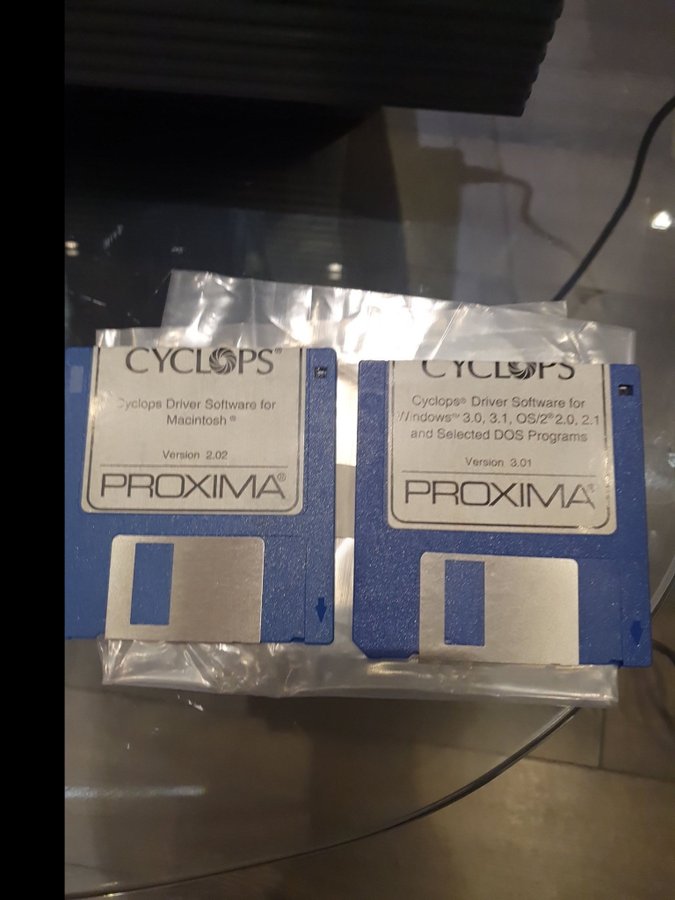 CYCLOPS®
Cyclops Driver Software for
Macintosh ®
Version 2.02
PROXIMA®
CYCLOPS
Cyclops® Driver Software for
Windows™ 3.0, 3.1, OS/2® 2.0, 2.1
and Selected DOS Programs
Version 3.01
PROXIMA®